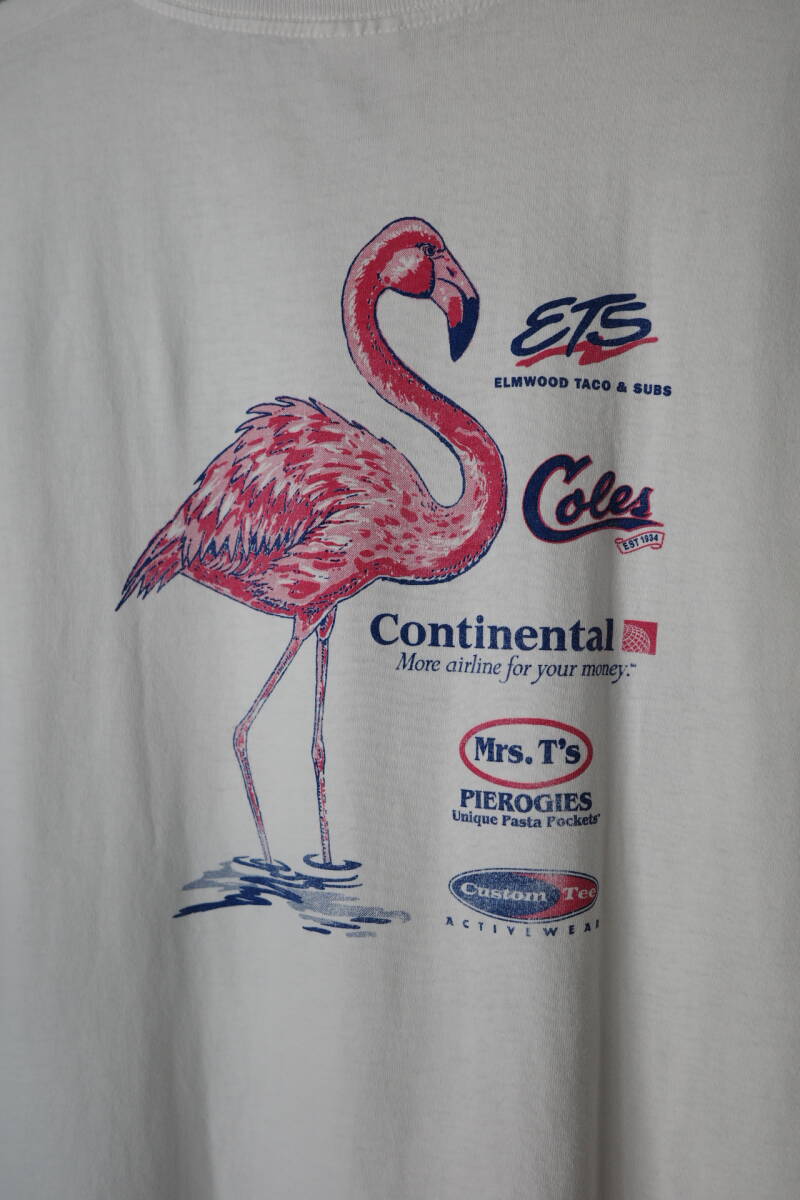 ETS
ELMWOOD TACO & SUBS
Coles
EST 1934
Continental
More airline for your money.℠
Mrs. T's
PIEROGIES
Unique Pasta Pockets
Custom Tee
ACTIVEWEAR